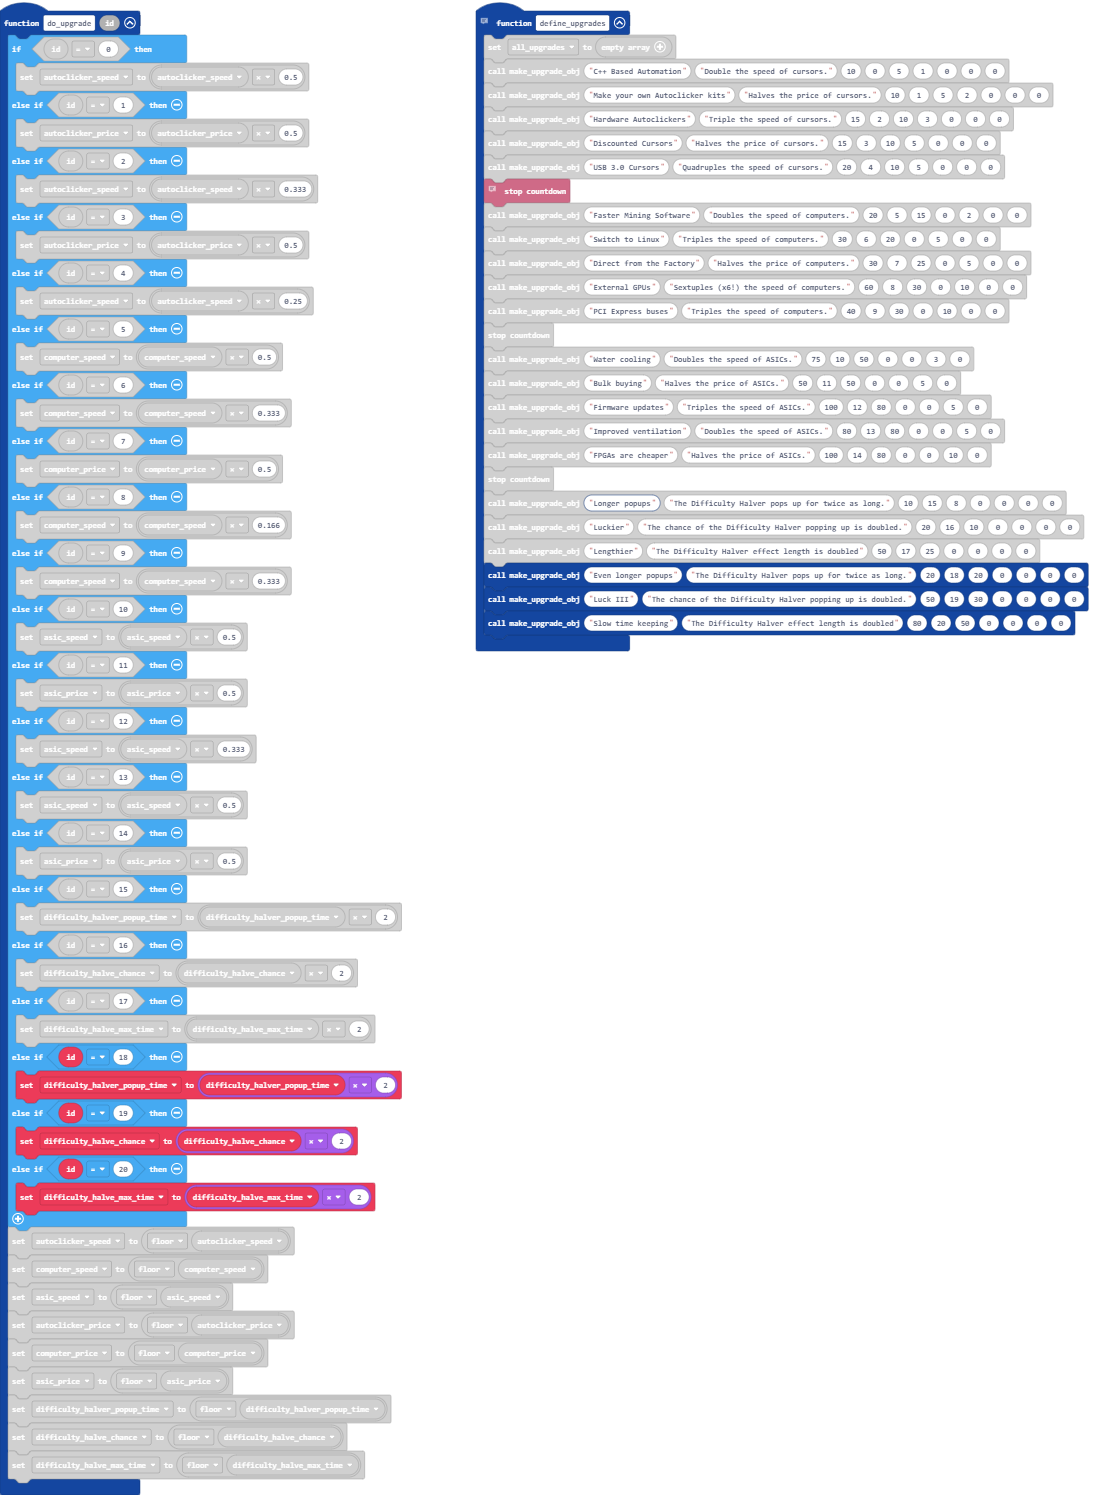 function do_upgrade id
if id = 0 then
set autoclicker_speed to autoclicker_speed × 0.5
else if id = 1 then
set autoclicker_price to autoclicker_price × 0.5
else if id = 2 then
set autoclicker_speed to autoclicker_speed × 0.333
else if id = 3 then
set autoclicker_price to autoclicker_price × 0.5
else if id = 4 then
set autoclicker_speed to autoclicker_speed × 0.25
else if id = 5 then
set computer_speed to computer_speed × 0.5
else if id = 6 then
set computer_speed to computer_speed × 0.333
else if id = 7 then
set computer_price to computer_price × 0.5
else if id = 8 then
set computer_speed to computer_speed × 0.166
else if id = 9 then
set computer_speed to computer_speed × 0.333
else if id = 10 then
set asic_speed to asic_speed × 0.5
else if id = 11 then
set asic_price to asic_price × 0.5
else if id = 12 then
set asic_speed to asic_speed × 0.333
else if id = 13 then
set asic_speed to asic_speed × 0.5
else if id = 14 then
set asic_price to asic_price × 0.5
else if id = 15 then
set difficulty_halver_popup_time to difficulty_halver_popup_time × 2
else if id = 16 then
set difficulty_halve_chance to difficulty_halve_chance × 2
else if id = 17 then
set difficulty_halve_max_time to difficulty_halve_max_time × 2
else if id = 18 then
set difficulty_halver_popup_time to difficulty_halver_popup_time × 2
else if id = 19 then
set difficulty_halve_chance to difficulty_halve_chance × 2
else if id = 20 then
set difficulty_halve_max_time to difficulty_halve_max_time × 2
set autoclicker_speed to floor autoclicker_speed
set computer_speed to floor computer_speed
set asic_speed to floor asic_speed
set autoclicker_price to floor autoclicker_price
set computer_price to floor computer_price
set asic_price to floor asic_price
set difficulty_halver_popup_time to floor difficulty_halver_popup_time
set difficulty_halve_chance to floor difficulty_halve_chance
set difficulty_halve_max_time to floor difficulty_halve_max_time
function define_upgrades
set all_upgrades to empty array
call make_upgrade_obj "C++ Based Automation" "Double the speed of cursors." 10 0 5 1 0 0 0
call make_upgrade_obj "Make your own Autoclicker kits" "Halves the price of cursors." 10 1 5 2 0 0 0
call make_upgrade_obj "Hardware Autoclickers" "Triple the speed of cursors." 15 2 10 3 0 0 0
call make_upgrade_obj "Discounted Cursors" "Halves the price of cursors." 15 3 10 5 0 0 0
call make_upgrade_obj "USB 3.0 Cursors" "Quadruples the speed of cursors." 20 4 10 5 0 0 0
stop countdown
call make_upgrade_obj "Faster Mining Software" "Doubles the speed of computers." 20 5 15 0 2 0 0
call make_upgrade_obj "Switch to Linux" "Triples the speed of computers." 30 6 20 0 5 0 0
call make_upgrade_obj "Direct from the Factory" "Halves the price of computers." 30 7 25 0 5 0 0
call make_upgrade_obj "External GPUs" "Sextuples (x6!) the speed of computers." 60 8 30 0 10 0 0
call make_upgrade_obj "PCI Express buses" "Triples the speed of computers." 40 9 30 0 10 0 0
stop countdown
call make_upgrade_obj "Water cooling" "Doubles the speed of ASICs." 75 10 50 0 0 3 0
call make_upgrade_obj "Bulk buying" "Halves the price of ASICs." 50 11 50 0 0 5 0
call make_upgrade_obj "Firmware updates" "Triples the speed of ASICs." 100 12 80 0 0 5 0
call make_upgrade_obj "Improved ventilation" "Doubles the speed of ASICs." 80 13 80 0 0 5 0
call make_upgrade_obj "FPGAs are cheaper" "Halves the price of ASICs." 100 14 80 0 0 10 0
stop countdown
call make_upgrade_obj "Longer popups" "The Difficulty Halver pops up for twice as long." 10 15 8 0 0 0 0
call make_upgrade_obj "Luckier" "The chance of the Difficulty Halver popping up is doubled." 20 16 10 0 0 0 0
call make_upgrade_obj "Lengthier" "The Difficulty Halver effect length is doubled" 50 17 25 0 0 0 0
call make_upgrade_obj "Even longer popups" "The Difficulty Halver pops up for twice as long." 20 18 20 0 0 0 0
call make_upgrade_obj "Luck III" "The chance of the Difficulty Halver popping up is doubled." 50 19 30 0 0 0 0
call make_upgrade_obj "Slow time keeping" "The Difficulty Halver effect length is doubled" 80 20 50 0 0 0 0